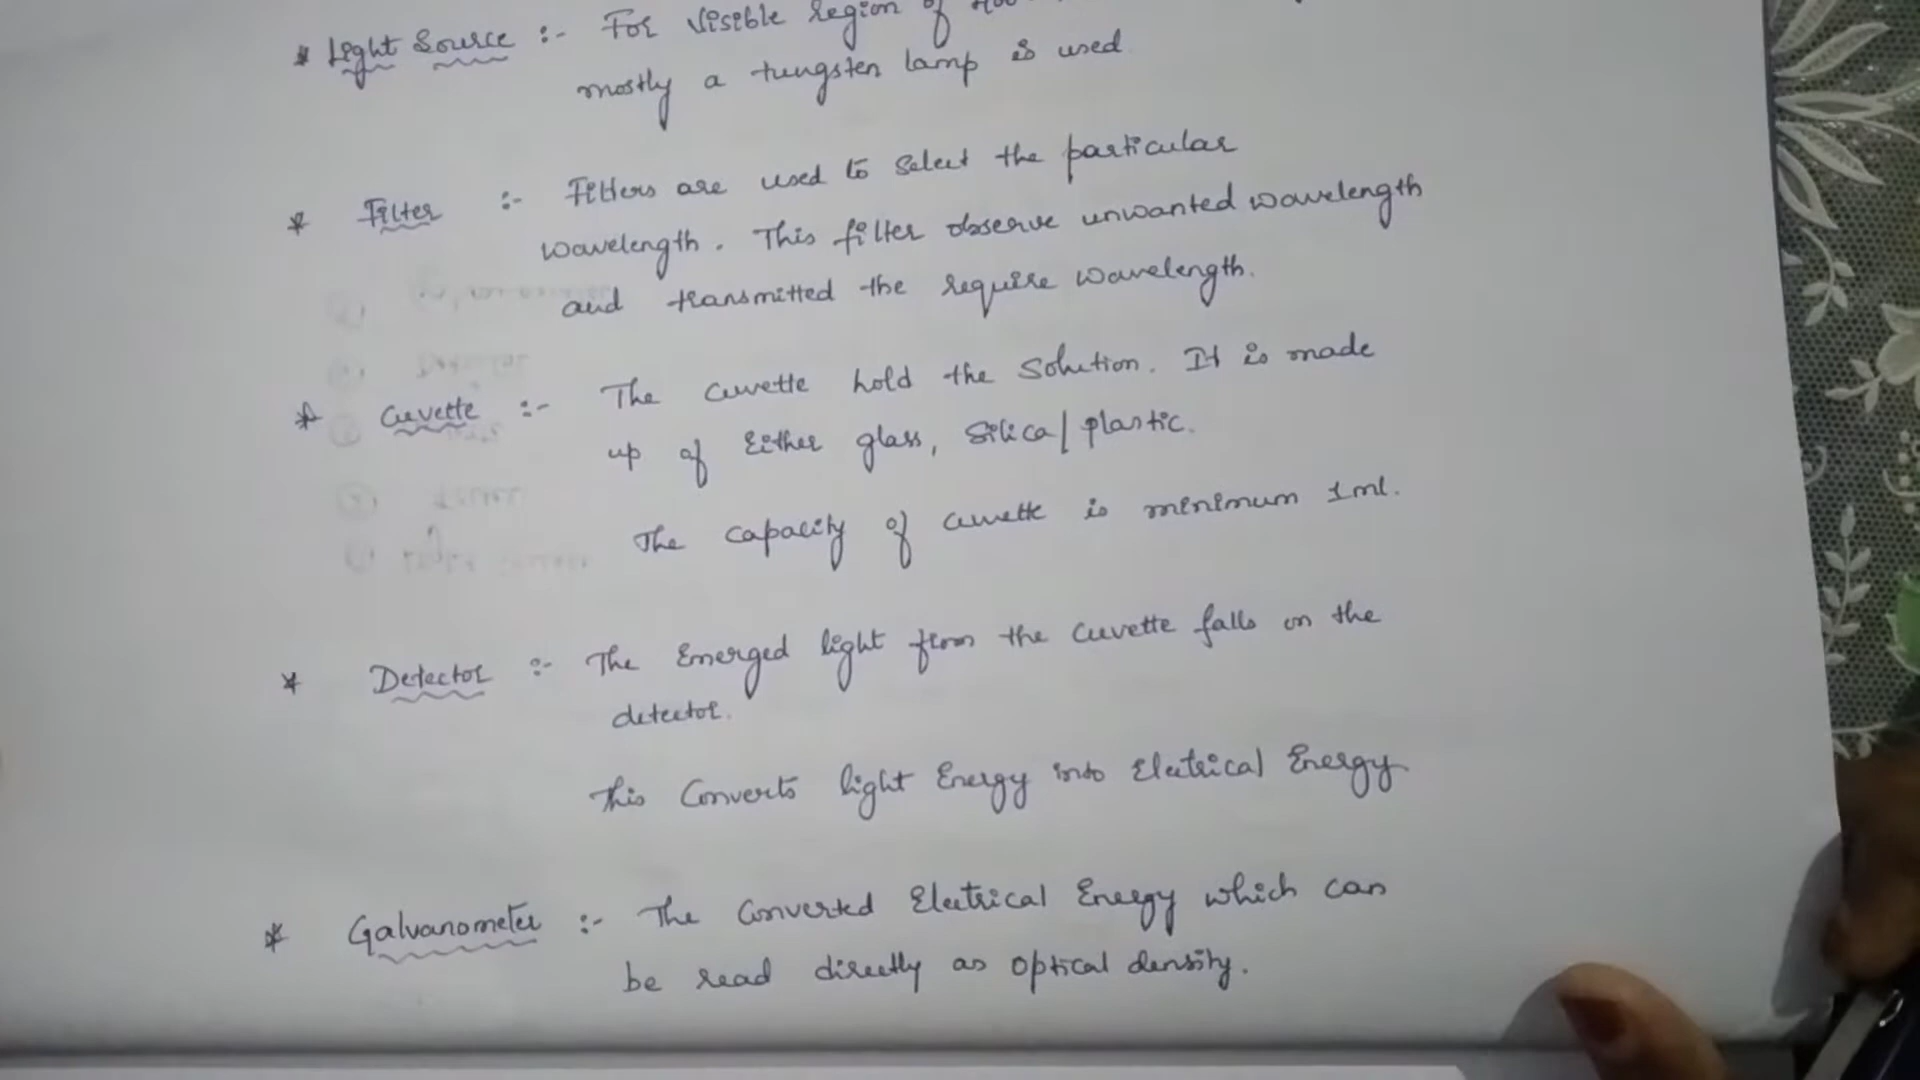 * Light Source :- For Visible region of
mostly a tungsten lamp is used.
* Filter :- Filters are used to select the particular
wavelength. This filter observe unwanted wavelength
and transmitted the require wavelength.
* Cuvette :- The cuvette hold the solution. It is made
up of Either glass, Silica/plastic.
The capacity of cuvette is minimum 1ml.
* Detector :- The Emerged light from the cuvette falls on the
detector.
This Converts light Energy into Electrical Energy
* Galvanometer :- The Converted Electrical Energy which can
be read directly as optical density.